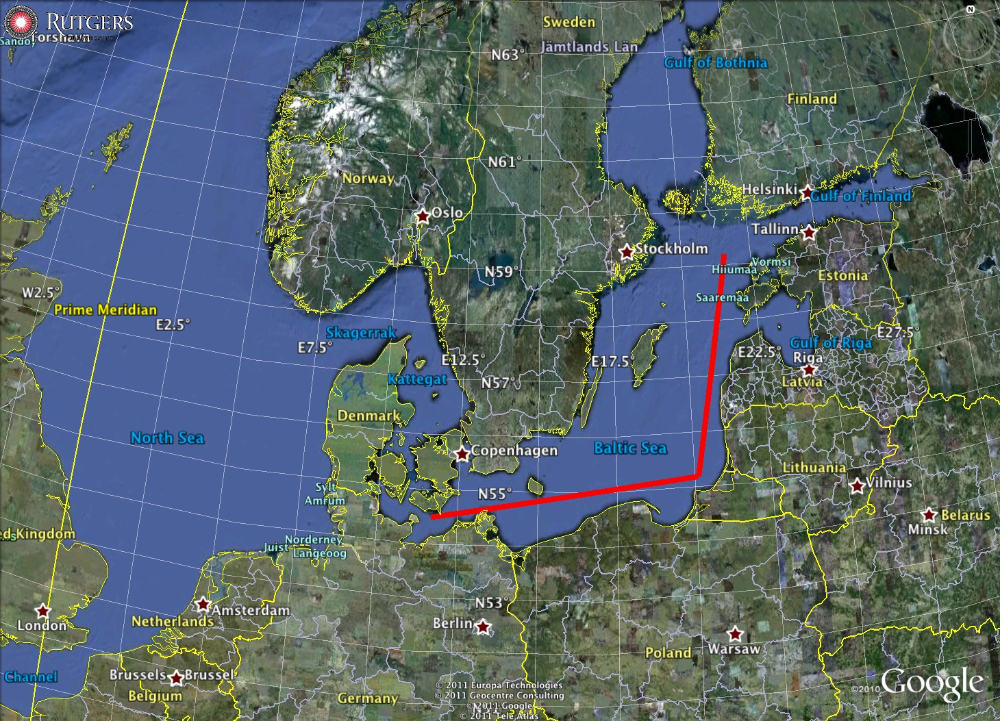 RUTGERS
Sandoy
Torshavn
Sweden
N63°
Jämtlands Län
Gulf of Bothnia
Finland
N61°
Norway
Helsinki
Gulf of Finland
Oslo
Tallinn
Stockholm
Vormsi
Hiiumaa
N59°
Estonia
W2.5°
Saaremaa
Prime Meridian
E2.5°
Skagerrak
E27.5°
Gulf of Riga
E7.5°
E22.5°
E12.5°
E17.5°
Riga
Kattegat
N57°
Latvia
Denmark
North Sea
Copenhagen
Baltic Sea
Lithuania
Vilnius
Sylt
N55°
Amrum
Belarus
Minsk
ed Kingdom
Norderney
Juist
Langeoog
N53°
Amsterdam
Netherlands
Berlin
London
Warsaw
Poland
Channel
Brussels
Brussel
Belgium
Germany
© 2011 Europa Technologies
© 2011 Geocentre Consulting
© 2011 Google
N51°
© 2011 Tele Atlas
©2010 Google
N